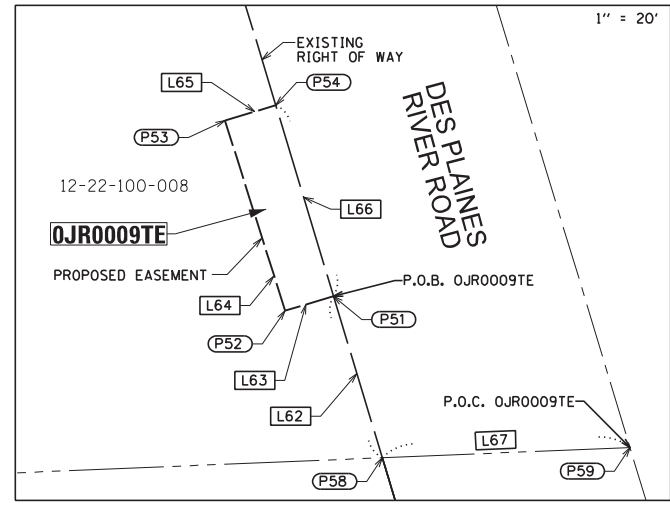 1'' = 20'
EXISTING
RIGHT OF WAY
L65
P54
P53
DES PLAINES
RIVER ROAD
12-22-100-008
0JR0009TE
L66
PROPOSED EASEMENT
P.O.B. 0JR0009TE
L64
P51
P52
L63
P.O.C. 0JR0009TE
L62
L67
P58
P59